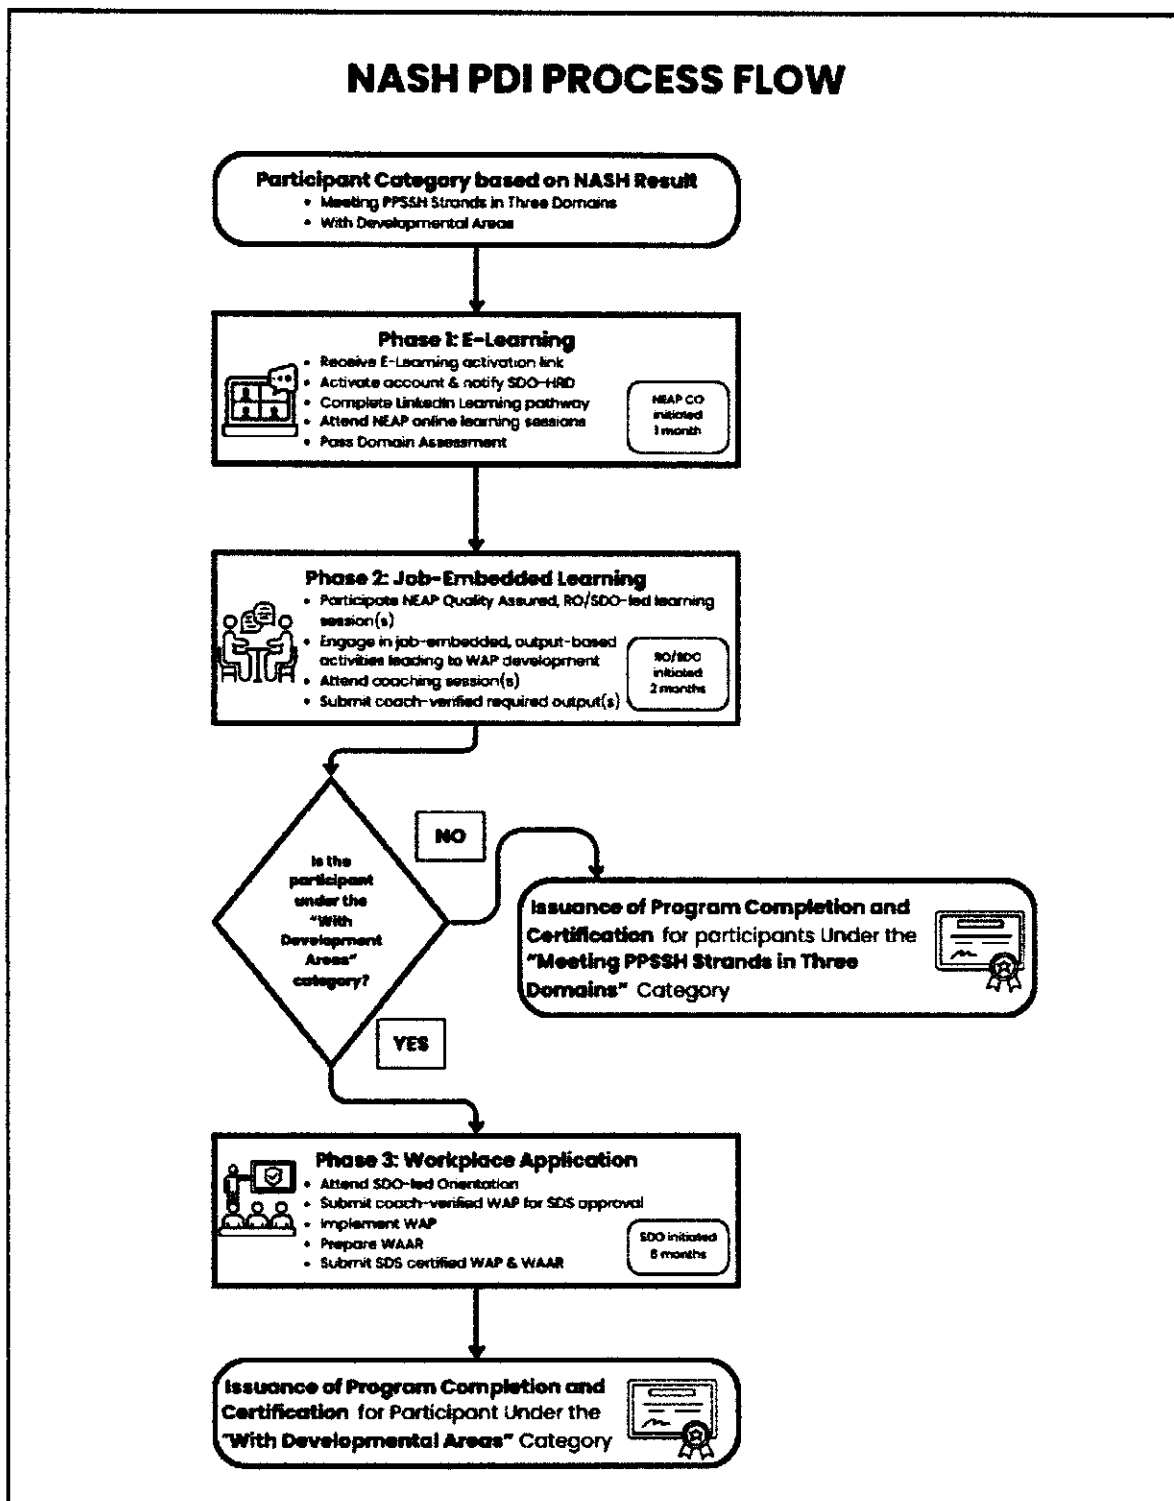 NASH PDI PROCESS FLOW
Participant Category based on NASH Result
• Meeting PPSSH Strands in Three Domains
• With Developmental Areas
Phase 1: E-Learning
• Receive E-Learning activation link
• Activate account & notify SDO-HRD
• Complete LinkedIn Learning pathway
• Attend NEAP online learning sessions
• Pass Domain Assessment
NEAP CO
initiated
1 month
Phase 2: Job-Embedded Learning
• Participate NEAP Quality Assured, RO/SDO-led learning
session(s)
• Engage in job-embedded, output-based
activities leading to WAP development
• Attend coaching session(s)
• Submit coach-verified required output(s)
RO/SDO
initiated
2 months
Is the
participant
under the
"With
Development
Areas"
category?
NO
Issuance of Program Completion and
Certification for participants Under the
"Meeting PPSSH Strands in Three
Domains" Category
YES
Phase 3: Workplace Application
• Attend SDO-led Orientation
• Submit coach-verified WAP for SDS approval
• Implement WAP
• Prepare WAAR
• Submit SDS certified WAP & WAAR
SDO initiated
6 months
Issuance of Program Completion and
Certification for Participant Under the
"With Developmental Areas" Category